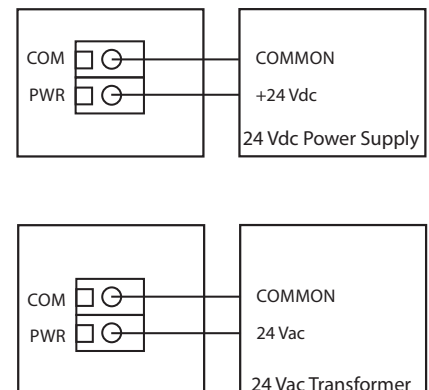 COM
COMMON
PWR
+24 Vdc
24 Vdc Power Supply
COM
COMMON
PWR
24 Vac
24 Vac Transformer